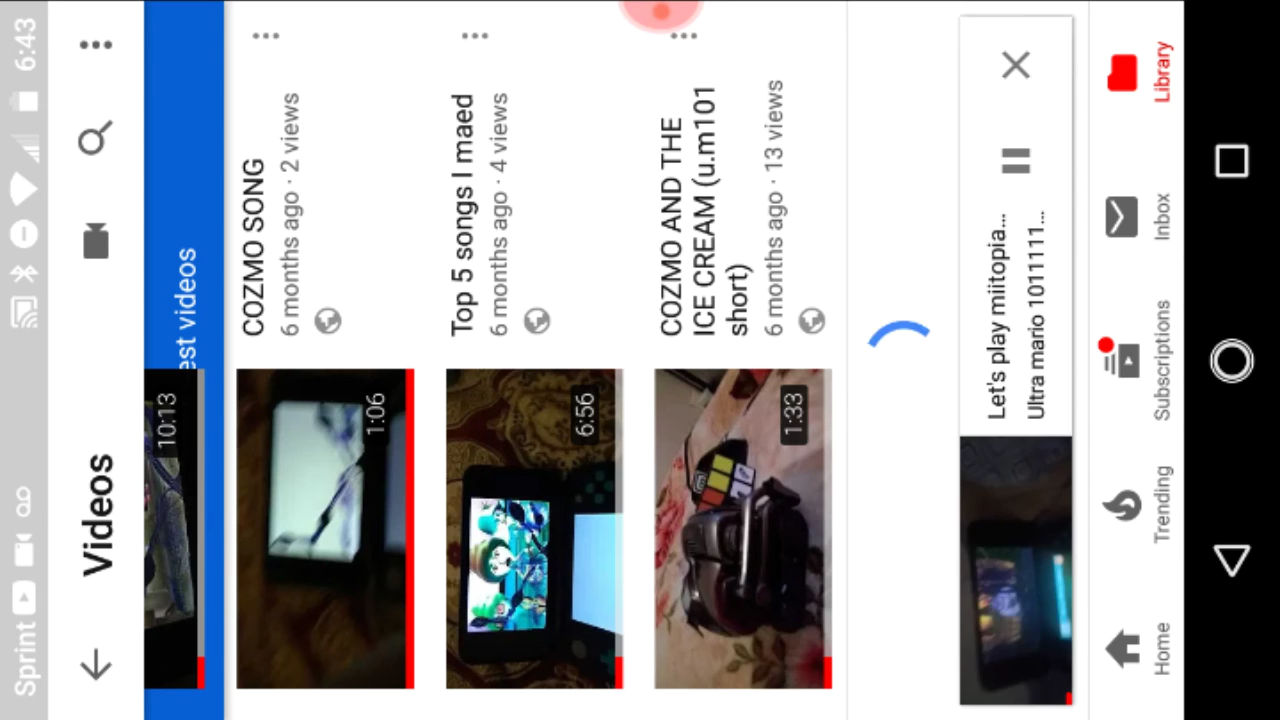 Sprint 6:43
Videos
est videos
10:13
COZMO SONG
6 months ago · 2 views
1:06
Top 5 songs I maed
6 months ago · 4 views
6:56
COZMO AND THE
ICE CREAM (u.m101
short)
6 months ago · 13 views
1:33
Let's play miitopia...
Ultra mario 1011111...
Home
Trending
Subscriptions
Inbox
Library